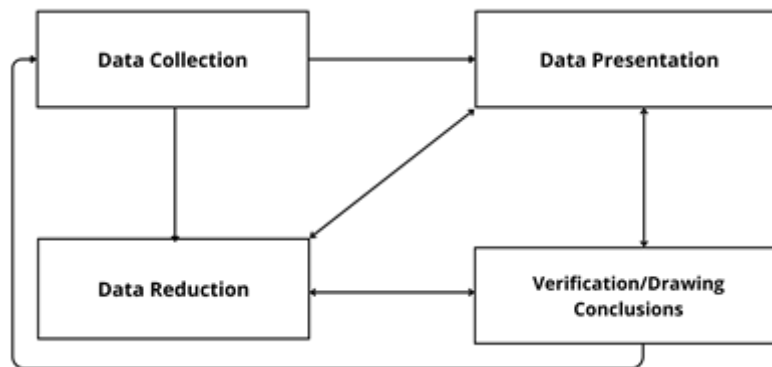 Data Collection
Data Presentation
Data Reduction
Verification/Drawing
Conclusions